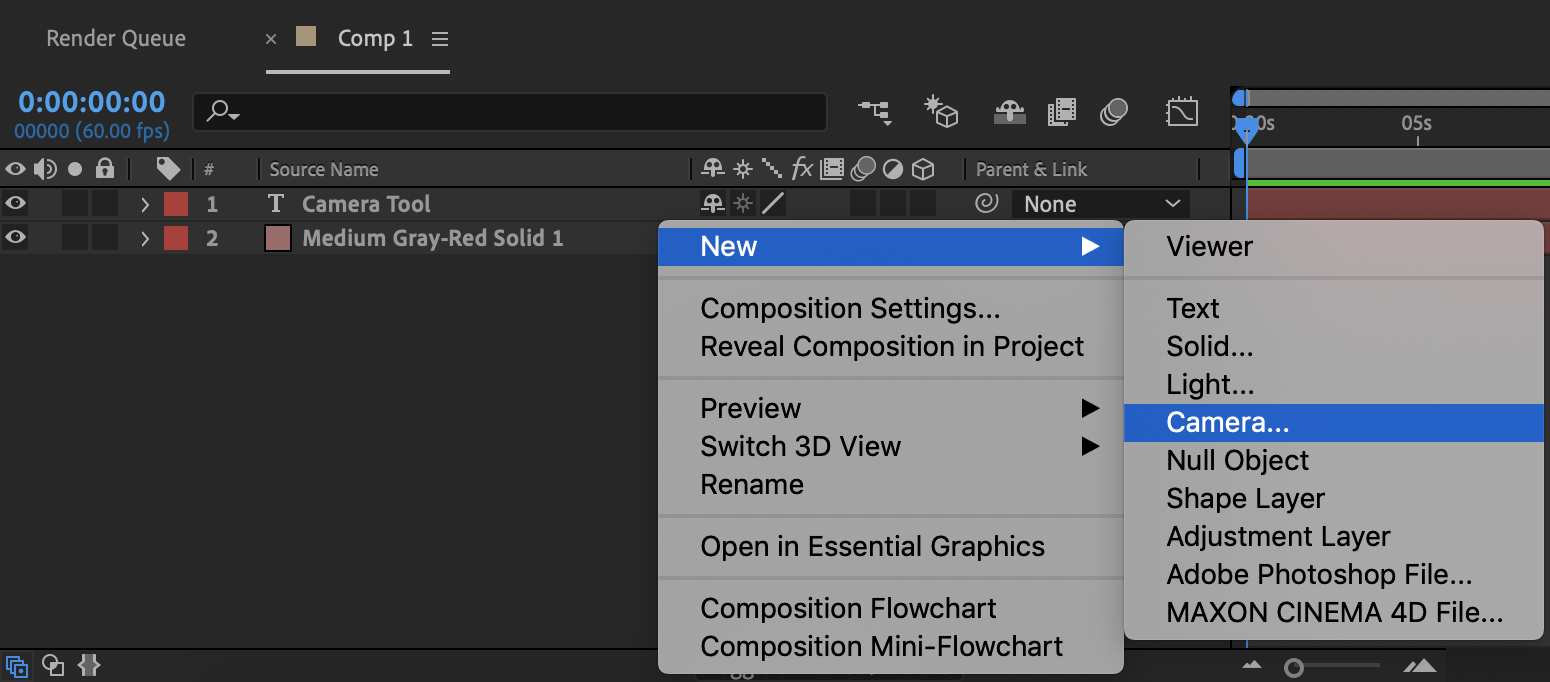 Render Queue
× Comp 1
0:00:00:00
00000 (60.00 fps)
05s
# Source Name fx Parent & Link
1 T Camera Tool None
2 Medium Gray-Red Solid 1
New
Composition Settings...
Reveal Composition in Project
Preview
Switch 3D View
Rename
Open in Essential Graphics
Composition Flowchart
Composition Mini-Flowchart
Viewer
Text
Solid...
Light...
Camera...
Null Object
Shape Layer
Adjustment Layer
Adobe Photoshop File...
MAXON CINEMA 4D File...